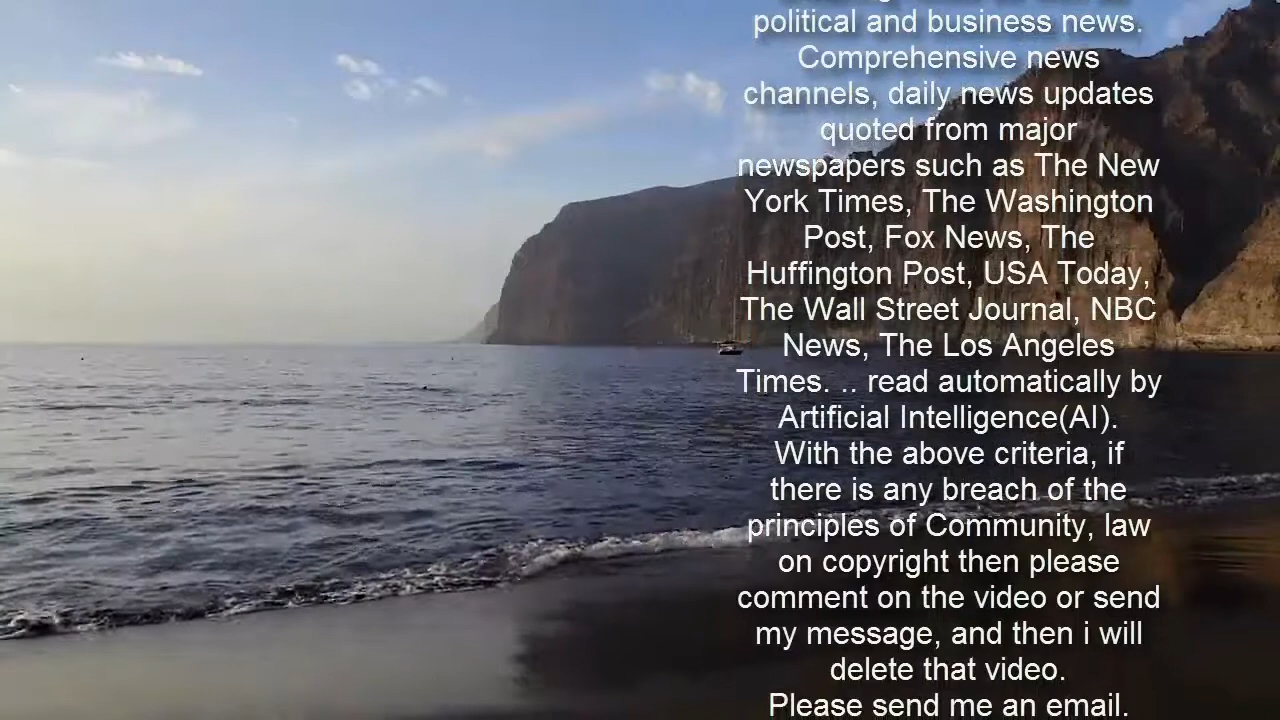 political and business news.
Comprehensive news
channels, daily news updates
quoted from major
newspapers such as The New
York Times, The Washington
Post, Fox News, The
Huffington Post, USA Today,
The Wall Street Journal, NBC
News, The Los Angeles
Times. .. read automatically by
Artificial Intelligence(AI).
With the above criteria, if
there is any breach of the
principles of Community, law
on copyright then please
comment on the video or send
my message, and then i will
delete that video.
Please send me an email.